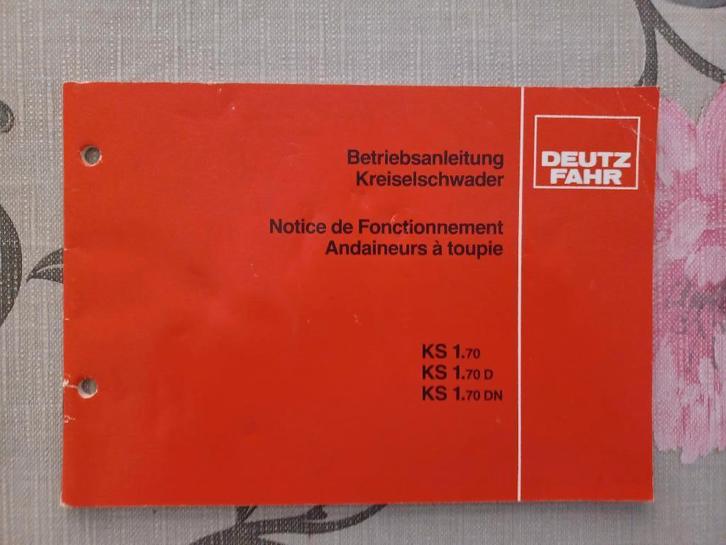 Betriebsanleitung
Kreiselschwader
Notice de Fonctionnement
Andaineurs à toupie
KS 1.70
KS 1.70 D
KS 1.70 DN
DEUTZ
FAHR